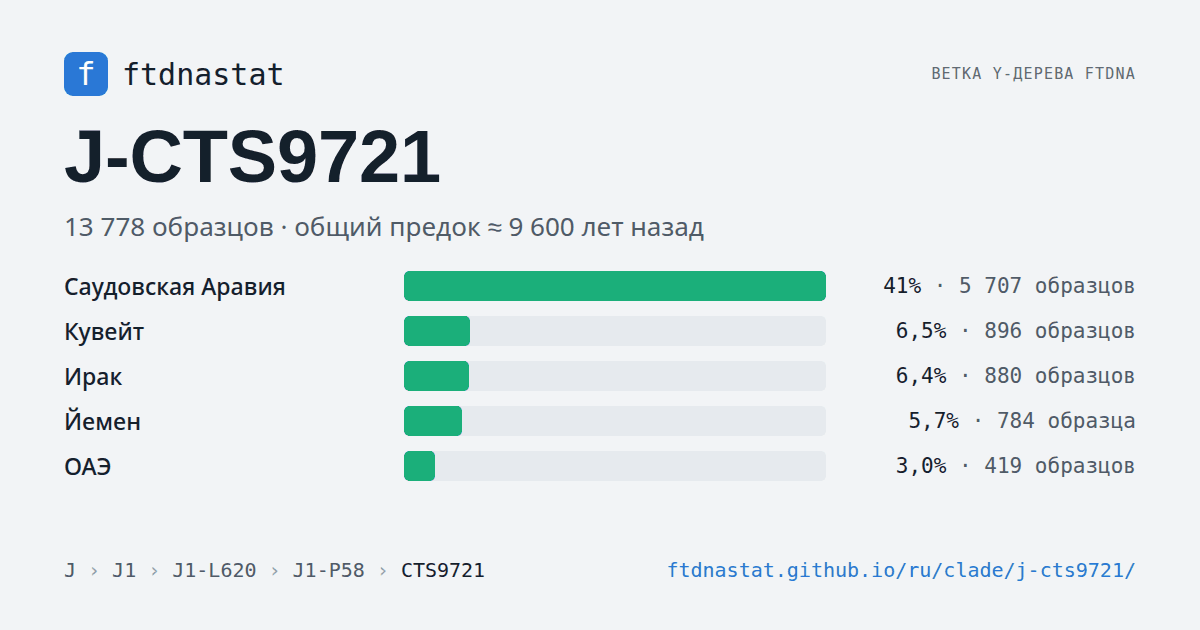 f ftdnastat
ВЕТКА Y-ДЕРЕВА FTDNA
J-CTS9721
13 778 образцов · общий предок ≈ 9 600 лет назад
Саудовская Аравия 41% · 5 707 образцов
Кувейт 6,5% · 896 образцов
Ирак 6,4% · 880 образцов
Йемен 5,7% · 784 образца
ОАЭ 3,0% · 419 образцов
J › J1 › J1-L620 › J1-P58 › CTS9721
ftdnastat.github.io/ru/clade/j-cts9721/